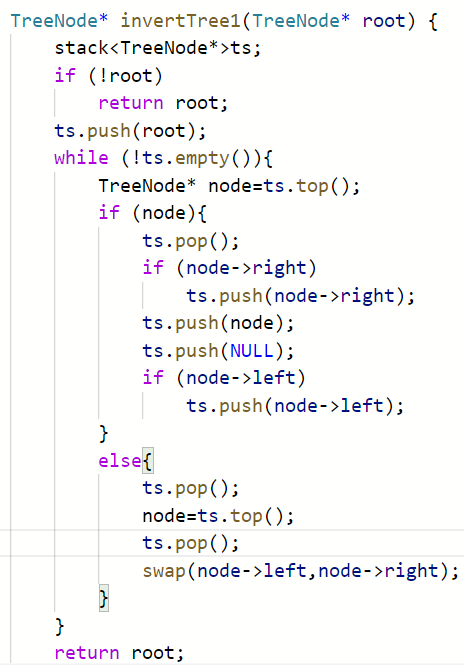 TreeNode* invertTree1(TreeNode* root) {
    stack<TreeNode*>ts;
    if (!root)
        return root;
    ts.push(root);
    while (!ts.empty()){
        TreeNode* node=ts.top();
        if (node){
            ts.pop();
            if (node->right)
                ts.push(node->right);
            ts.push(node);
            ts.push(NULL);
            if (node->left)
                ts.push(node->left);
        }
        else{
            ts.pop();
            node=ts.top();
            ts.pop();
            swap(node->left,node->right);
        }
    }
    return root;